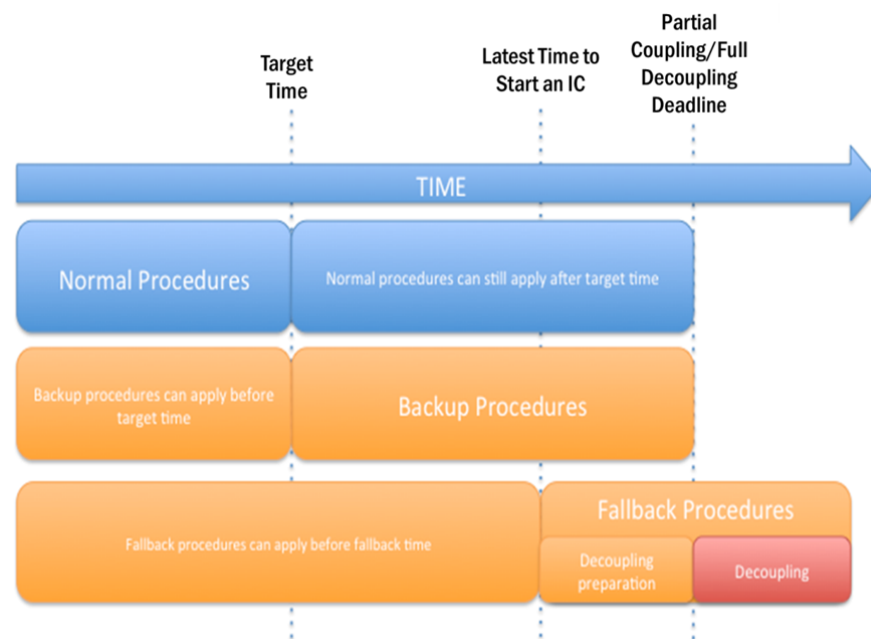 Target
Time
Latest Time to
Start an IC
Partial
Coupling/Full
Decoupling
Deadline
TIME
Normal Procedures
Normal procedures can still apply after target time
Backup procedures can apply before
target time
Backup Procedures
Fallback procedures can apply before fallback time
Fallback Procedures
Decoupling
preparation
Decoupling